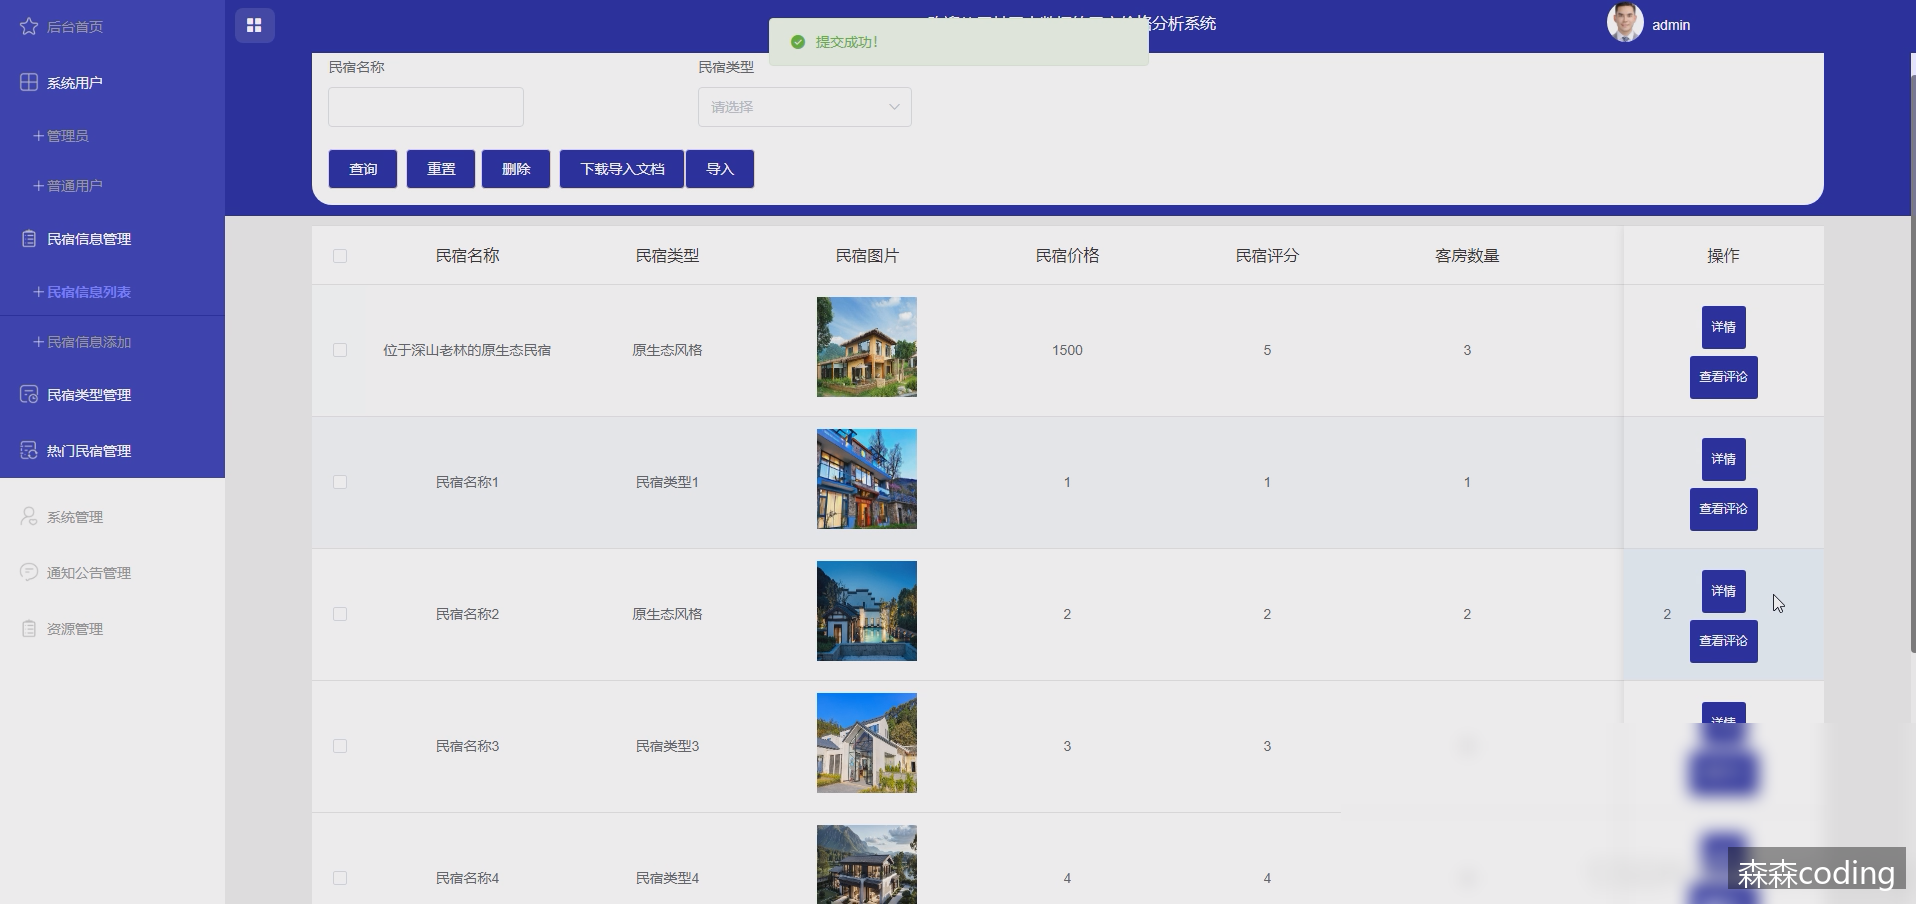 后台首页
系统用户
管理员
普通用户
民宿信息管理
民宿信息列表
民宿信息添加
民宿类型管理
热门民宿管理
系统管理
通知公告管理
资源管理
分析系统
提交成功!
admin
民宿名称
民宿类型
请选择
查询 重置 删除 下载导入文档 导入
民宿名称 民宿类型 民宿图片 民宿价格 民宿评分 客房数量 操作
位于深山老林的原生态民宿 原生态风格 1500 5 3 详情
查看评论
民宿名称1 民宿类型1 1 1 1 详情
查看评论
民宿名称2 原生态风格 2 2 2 2 详情
查看评论
民宿名称3 民宿类型3 3 3 详情
民宿名称4 民宿类型4 4 4
森森coding